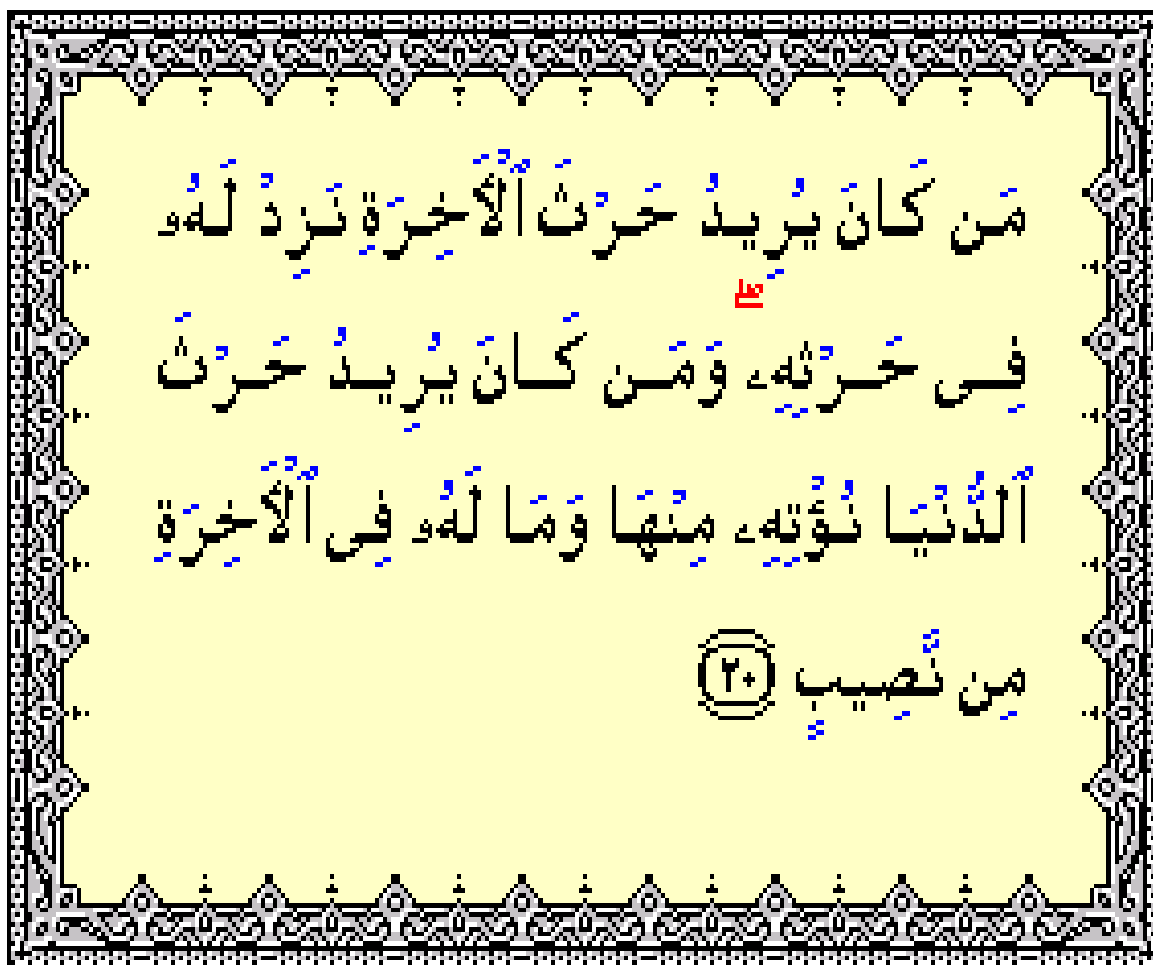 مَن كَانَ يُرِيدُ حَرْثَ ٱلْأَخِرَةِ نَزِدْ لَهُۥ
فِى حَرْثِهِۦ ۖ وَمَن كَانَ يُرِيدُ حَرْثَ
ٱلدُّنْيَا نُؤْتِهِۦ مِنْهَا وَمَا لَهُۥ فِى ٱلْأَخِرَةِ
مِن نَّصِيبٍ ٢٠